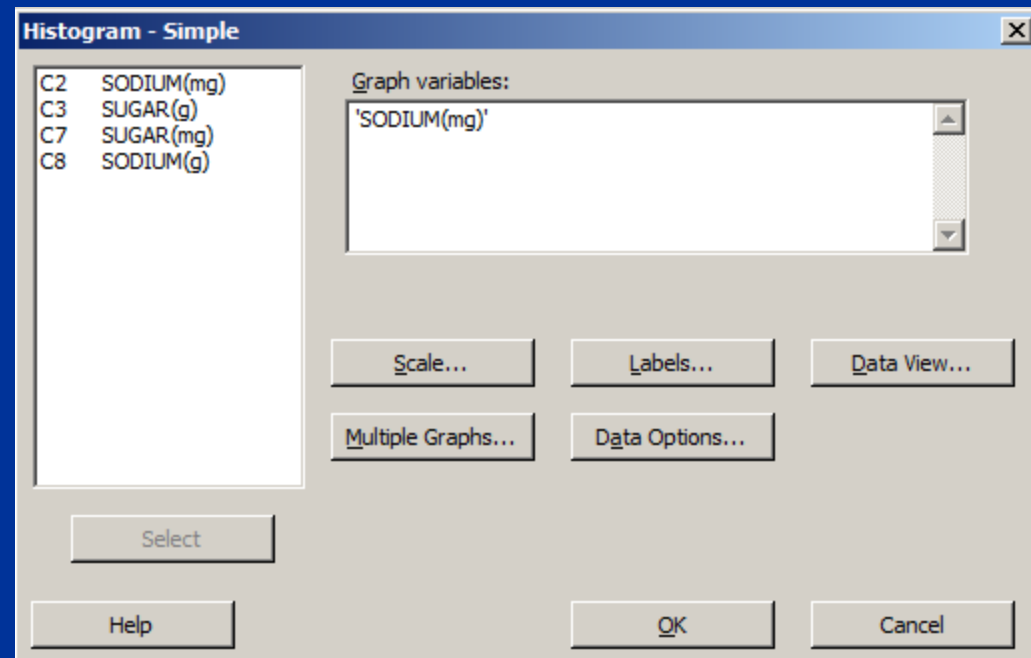 Histogram - Simple
C2 SODIUM(mg)
C3 SUGAR(g)
C7 SUGAR(mg)
C8 SODIUM(g)
Graph variables:
'SODIUM(mg)'
Scale...
Labels...
Data View...
Multiple Graphs...
Data Options...
Select
Help
OK
Cancel